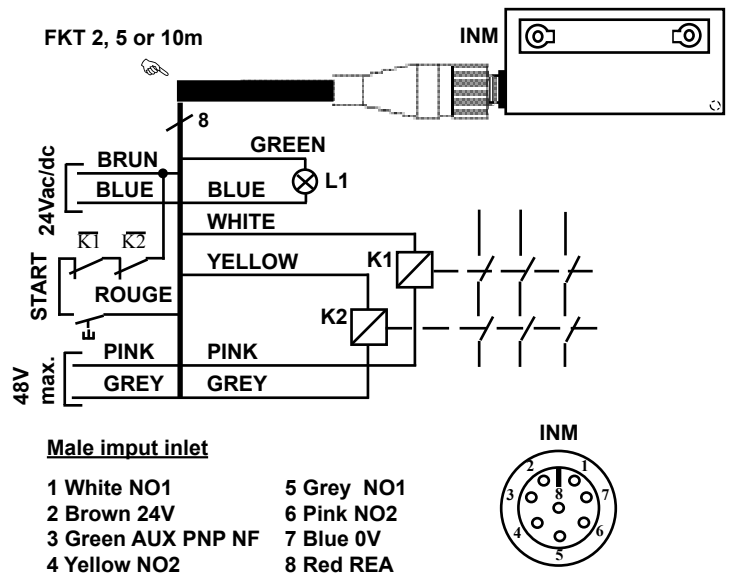 FKT 2, 5 or 10m
INM
8
GREEN
BRUN
L1
24Vac/dc
BLUE
BLUE
WHITE
K1
K2
K1
YELLOW
START
ROUGE
K2
PINK
PINK
48V
max.
GREY
GREY
Male imput inlet
INM
1 White NO1
2 Brown 24V
3 Green AUX PNP NF
4 Yellow NO2
5 Grey NO1
6 Pink NO2
7 Blue 0V
8 Red REA
2
1
3
8
7
4
6
5